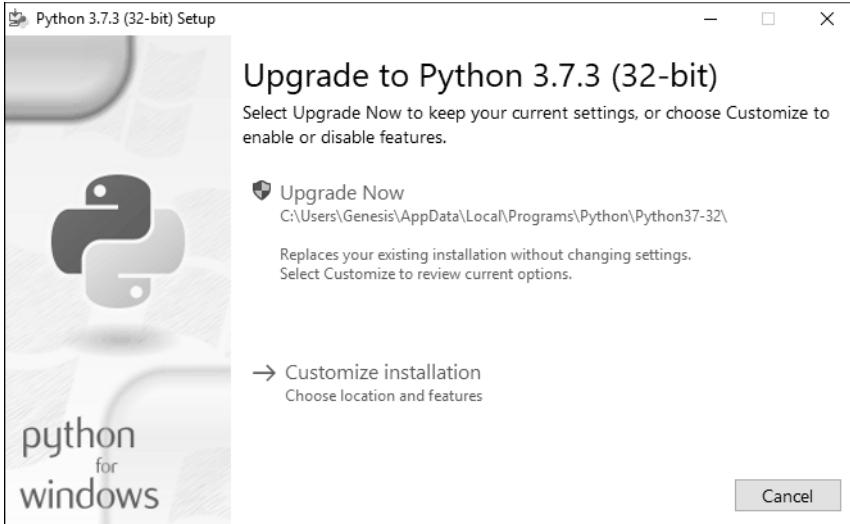 Python 3.7.3 (32-bit) Setup
Upgrade to Python 3.7.3 (32-bit)
Select Upgrade Now to keep your current settings, or choose Customize to
enable or disable features.
Upgrade Now
C:\Users\Genesis\AppData\Local\Programs\Python\Python37-32\
Replaces your existing installation without changing settings.
Select Customize to review current options.
Customize installation
Choose location and features
python
for
windows
Cancel